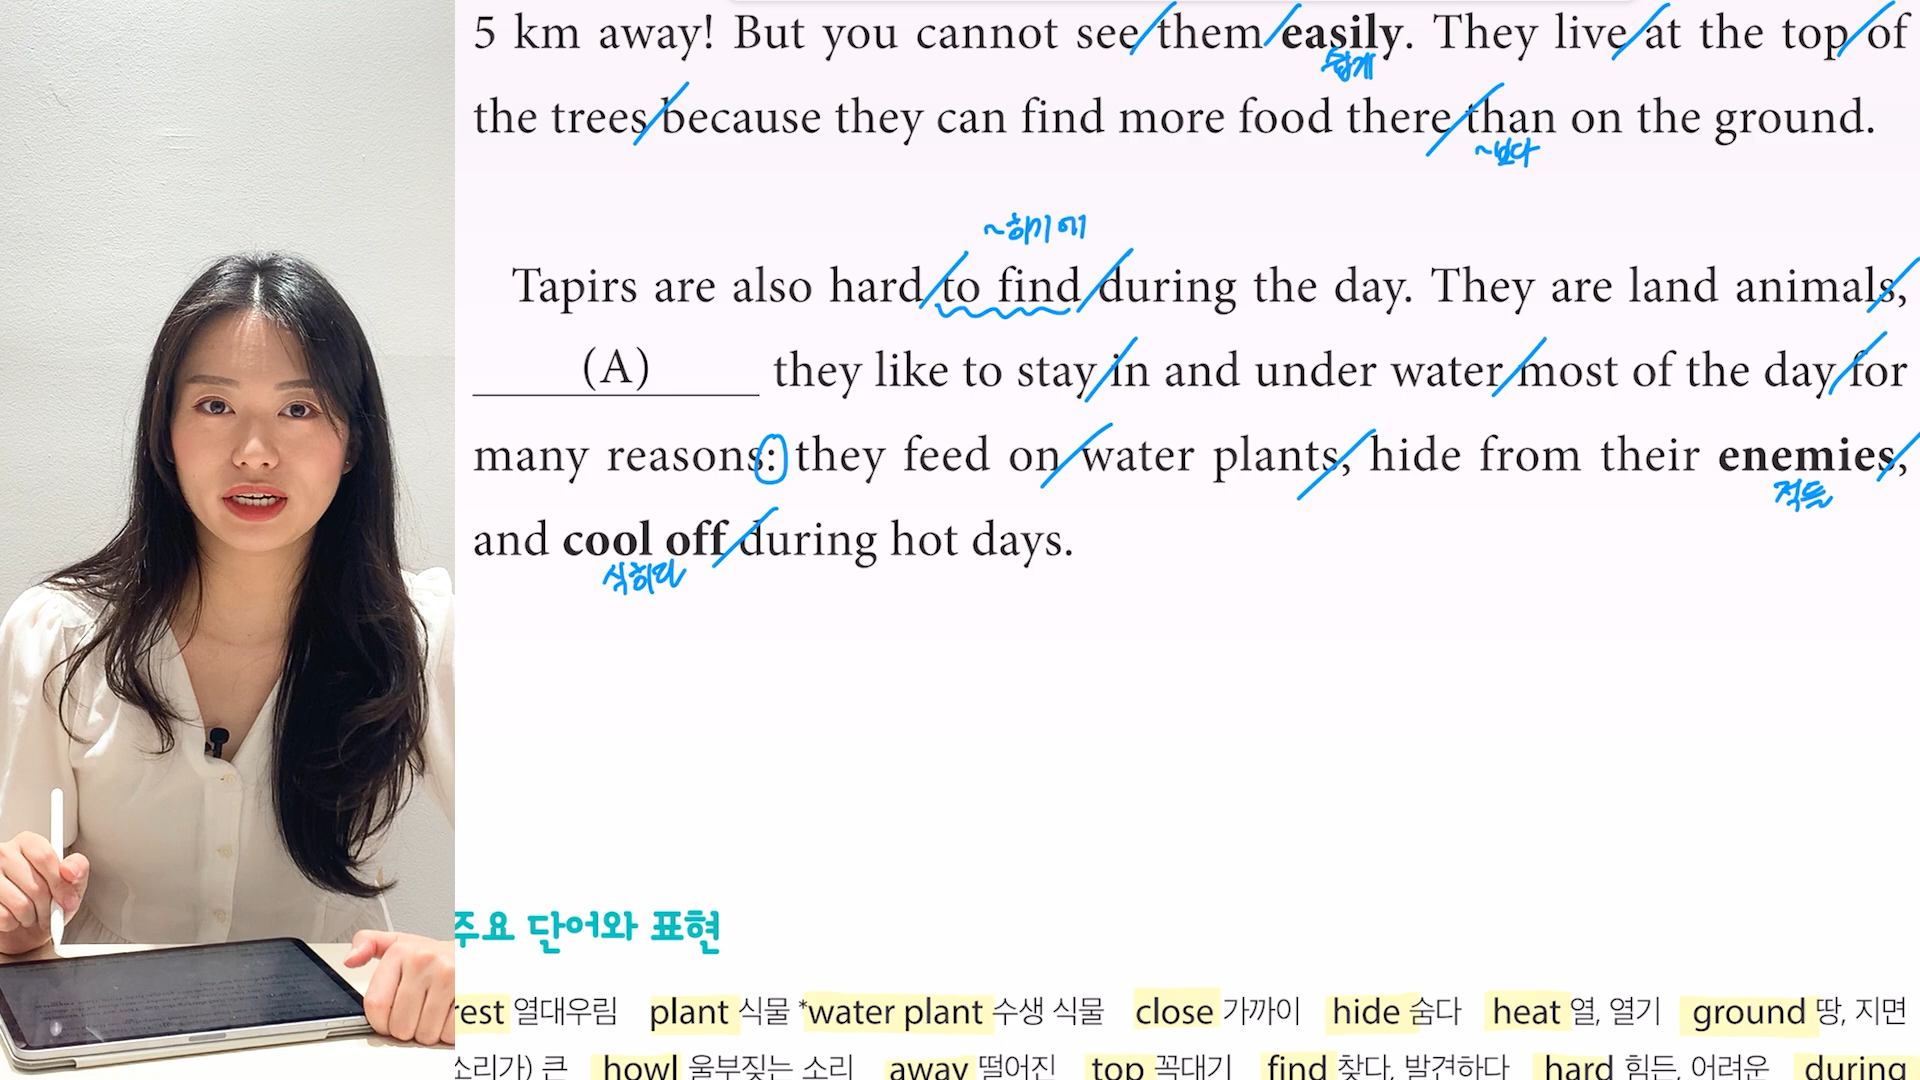 5 km away! But you cannot see them easily. They live at the top of
쉽게
the trees because they can find more food there than on the ground.
~보다
~하기에
Tapirs are also hard to find during the day. They are land animals,
(A) they like to stay in and under water most of the day for
many reasons: they feed on water plants, hide from their enemies,
적들
and cool off during hot days.
식히다
주요 단어와 표현
rest 열대우림 plant 식물 *water plant 수생 식물 close 가까이 hide 숨다 heat 열, 열기 ground 땅, 지면
소리가) 큰 howl 울부짖는 소리 away 떨어진 top 꼭대기 find 찾다, 발견하다 hard 힘든, 어려운 during